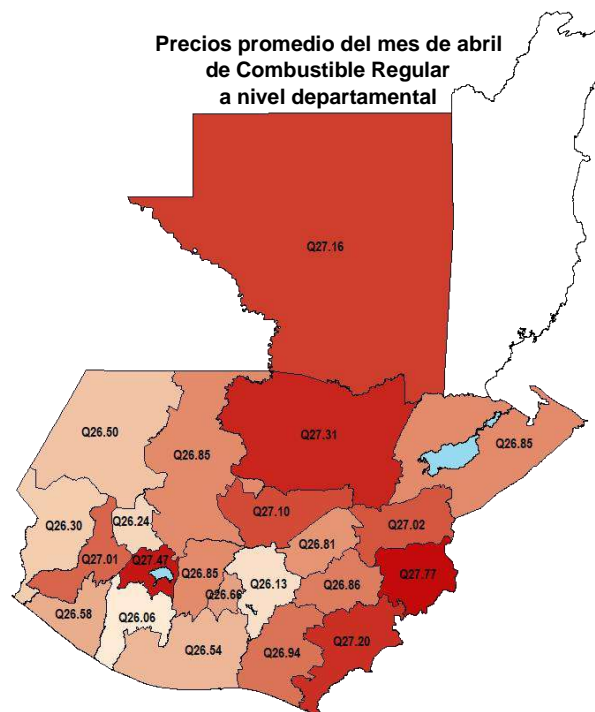 Precios promedio del mes de abril
de Combustible Regular
a nivel departamental
Q27.16
Q27.31
Q26.50
Q26.85
Q26.85
Q27.10
Q27.02
Q26.30
Q26.24
Q26.81
Q27.01
Q27.47
Q26.85
Q26.13
Q26.86
Q27.77
Q26.66
Q26.58
Q26.06
Q26.54
Q26.94
Q27.20